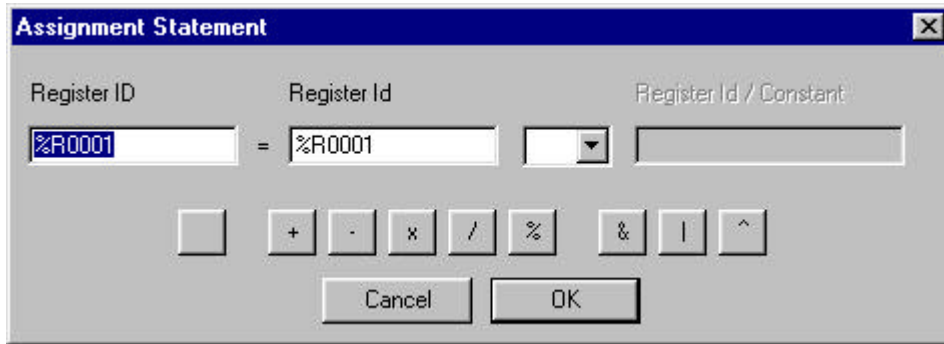 Assignment Statement
Register ID Register Id Register Id / Constant
%R0001 = %R0001
+ - x / % & | ^
Cancel OK